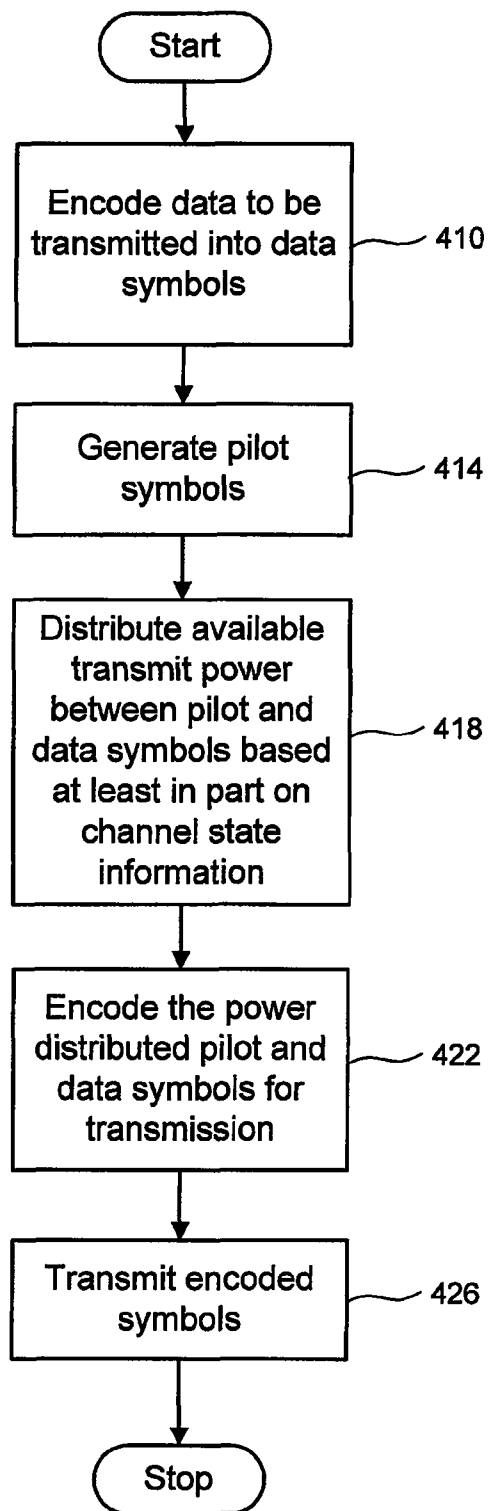 Start
Encode data to be
transmitted into data
symbols
410
Generate pilot
symbols
414
Distribute available
transmit power
between pilot and
data symbols based
at least in part on
channel state
information
418
Encode the power
distributed pilot and
data symbols for
transmission
422
Transmit encoded
symbols
426
Stop